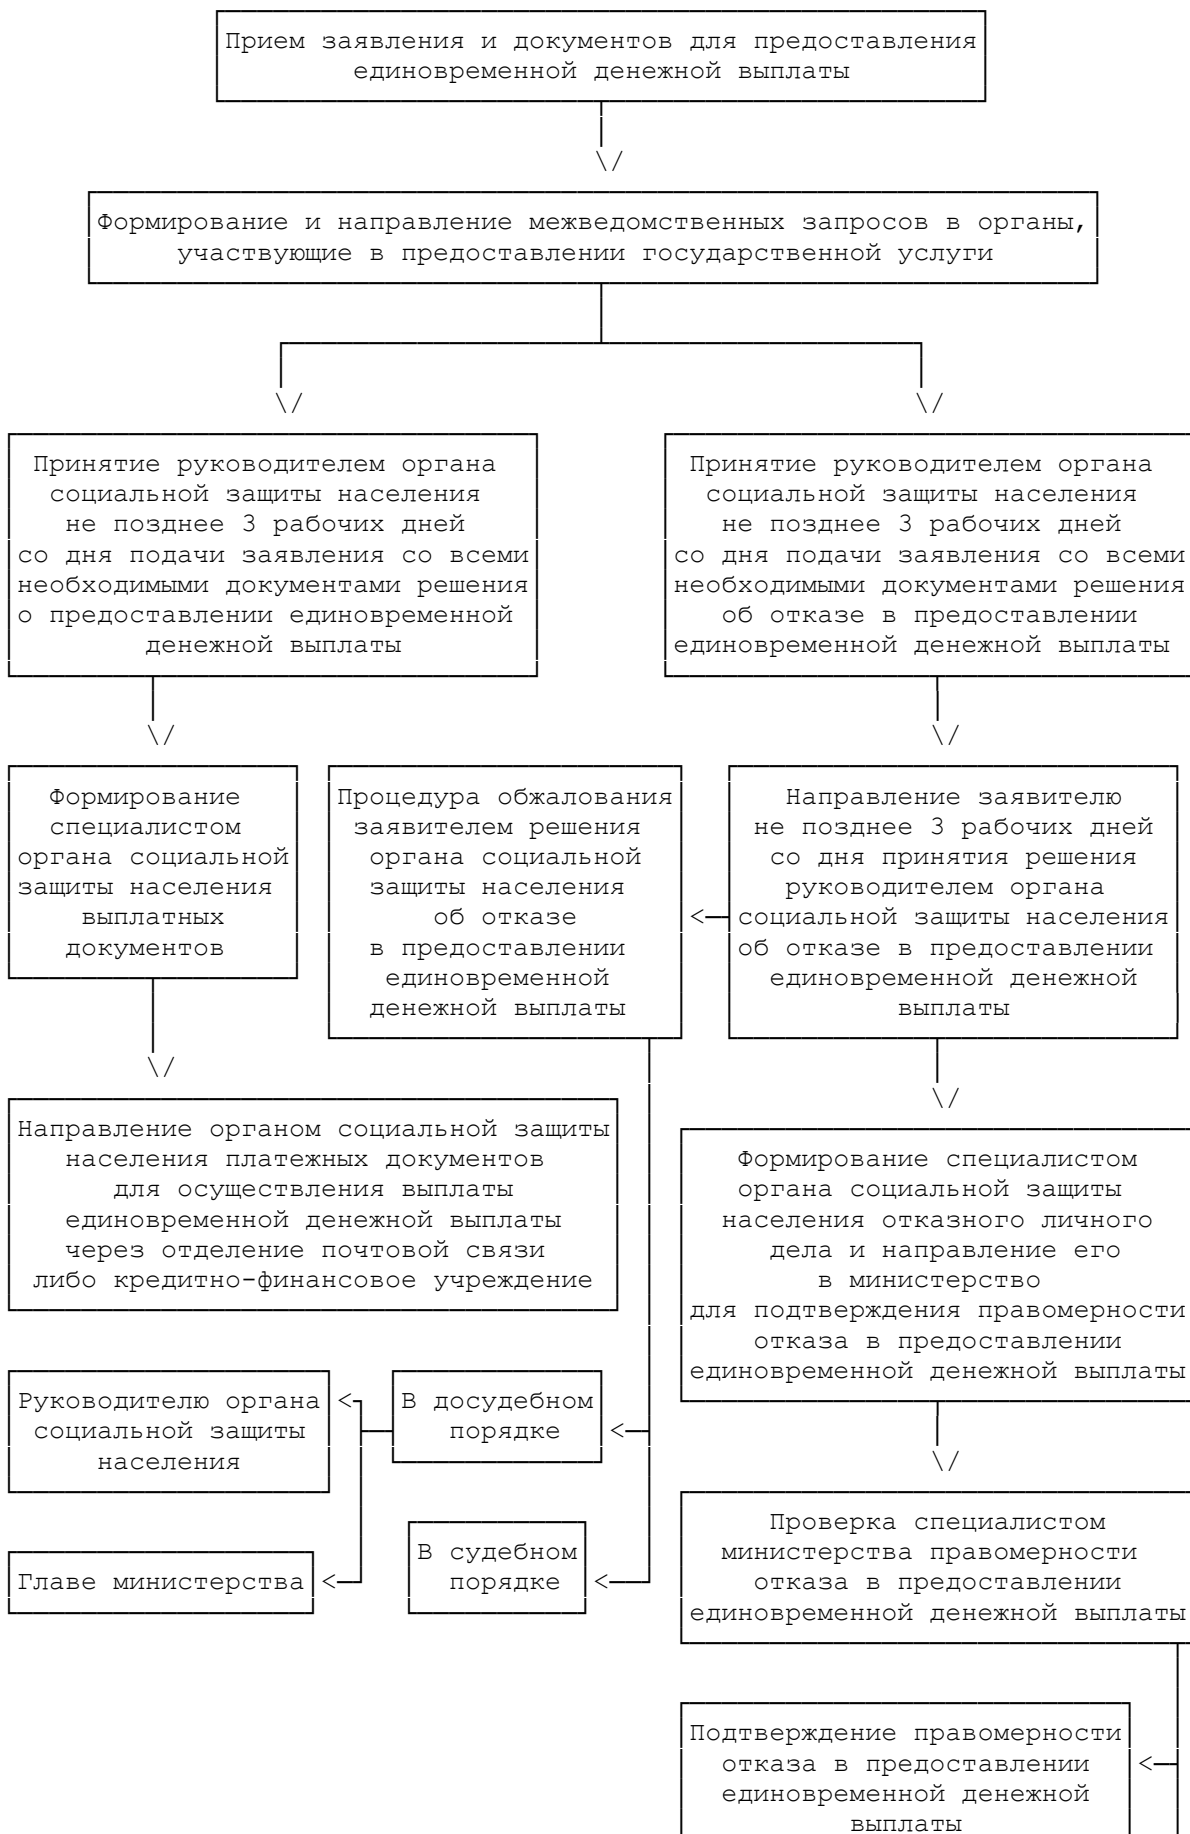 Прием заявления и документов для предоставления
единовременной денежной выплаты
Формирование и направление межведомственных запросов в органы,
участвующие в предоставлении государственной услуги
Принятие руководителем органа
социальной защиты населения
не позднее 3 рабочих дней
со дня подачи заявления со всеми
необходимыми документами решения
о предоставлении единовременной
денежной выплаты
Принятие руководителем органа
социальной защиты населения
не позднее 3 рабочих дней
со дня подачи заявления со всеми
необходимыми документами решения
об отказе в предоставлении
единовременной денежной выплаты
Формирование
специалистом
органа социальной
защиты населения
выплатных
документов
Процедура обжалования
заявителем решения
органа социальной
защиты населения
об отказе
в предоставлении
единовременной
денежной выплаты
Направление заявителю
не позднее 3 рабочих дней
со дня принятия решения
руководителем органа
социальной защиты населения
об отказе в предоставлении
единовременной денежной
выплаты
Направление органом социальной защиты
населения платежных документов
для осуществления выплаты
единовременной денежной выплаты
через отделение почтовой связи
либо кредитно-финансовое учреждение
Формирование специалистом
органа социальной защиты
населения отказного личного
дела и направление его
в министерство
для подтверждения правомерности
отказа в предоставлении
единовременной денежной выплаты
Руководителю органа
социальной защиты
населения
В досудебном
порядке
Главе министерства
В судебном
порядке
Проверка специалистом
министерства правомерности
отказа в предоставлении
единовременной денежной выплаты
Подтверждение правомерности
отказа в предоставлении
единовременной денежной
выплаты